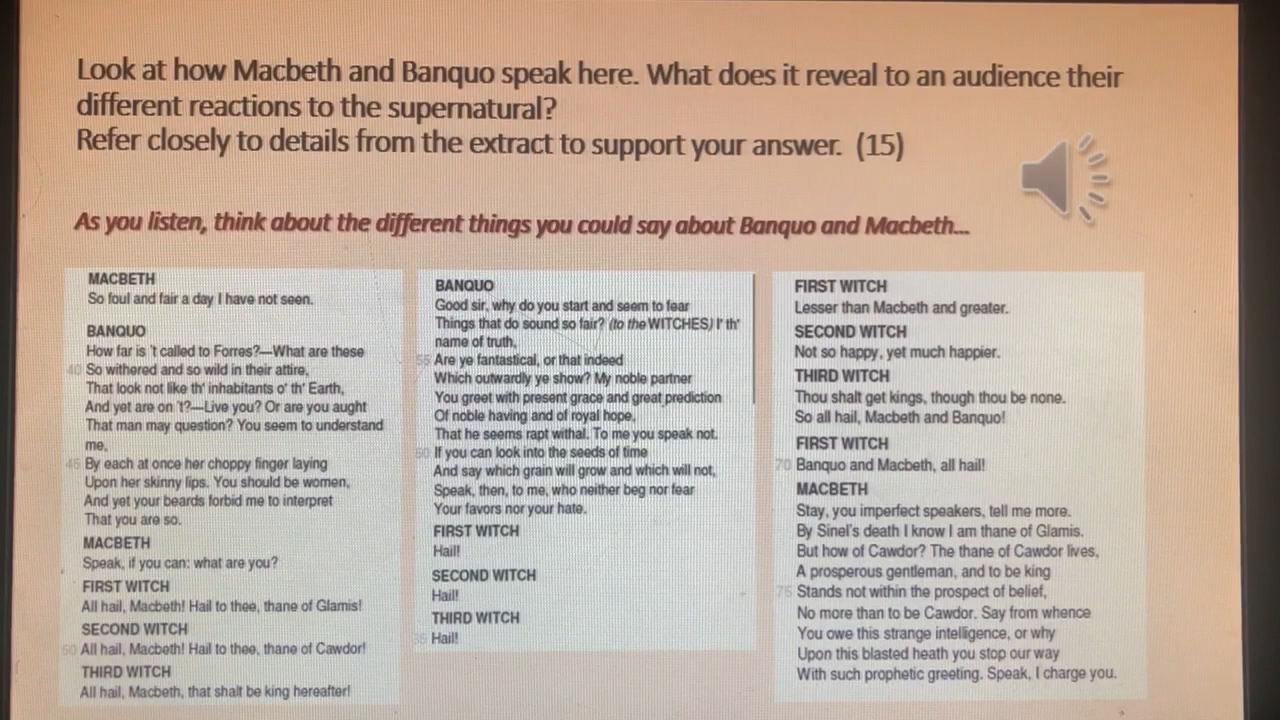 Look at how Macbeth and Banquo speak here. What does it reveal to an audience their
different reactions to the supernatural?
Refer closely to details from the extract to support your answer. (15)
As you listen, think about the different things you could say about Banquo and Macbeth...
MACBETH
So foul and fair a day I have not seen.
BANQUO
How far is 't called to Forres?—What are these
40 So withered and so wild in their attire,
That look not like th' inhabitants o' th' Earth,
And yet are on 't?—Live you? Or are you aught
That man may question? You seem to understand
me,
45 By each at once her choppy finger laying
Upon her skinny lips. You should be women,
And yet your beards forbid me to interpret
That you are so.
MACBETH
Speak, if you can: what are you?
FIRST WITCH
All hail, Macbeth! Hail to thee, thane of Glamis!
SECOND WITCH
50 All hail, Macbeth! Hail to thee, thane of Cawdor!
THIRD WITCH
All hail, Macbeth, that shalt be king hereafter!
BANQUO
Good sir, why do you start and seem to fear
Things that do sound so fair? (to the WITCHES) I' th'
name of truth,
55 Are ye fantastical, or that indeed
Which outwardly ye show? My noble partner
You greet with present grace and great prediction
Of noble having and of royal hope,
That he seems rapt withal. To me you speak not.
60 If you can look into the seeds of time
And say which grain will grow and which will not,
Speak, then, to me, who neither beg nor fear
Your favors nor your hate.
FIRST WITCH
Hail!
SECOND WITCH
Hail!
THIRD WITCH
Hail!
FIRST WITCH
Lesser than Macbeth and greater.
SECOND WITCH
Not so happy, yet much happier.
THIRD WITCH
Thou shalt get kings, though thou be none.
So all hail, Macbeth and Banquo!
FIRST WITCH
70 Banquo and Macbeth, all hail!
MACBETH
Stay, you imperfect speakers, tell me more.
By Sinel's death I know I am thane of Glamis.
But how of Cawdor? The thane of Cawdor lives,
A prosperous gentleman, and to be king
75 Stands not within the prospect of belief,
No more than to be Cawdor. Say from whence
You owe this strange intelligence, or why
Upon this blasted heath you stop our way
With such prophetic greeting. Speak, I charge you.